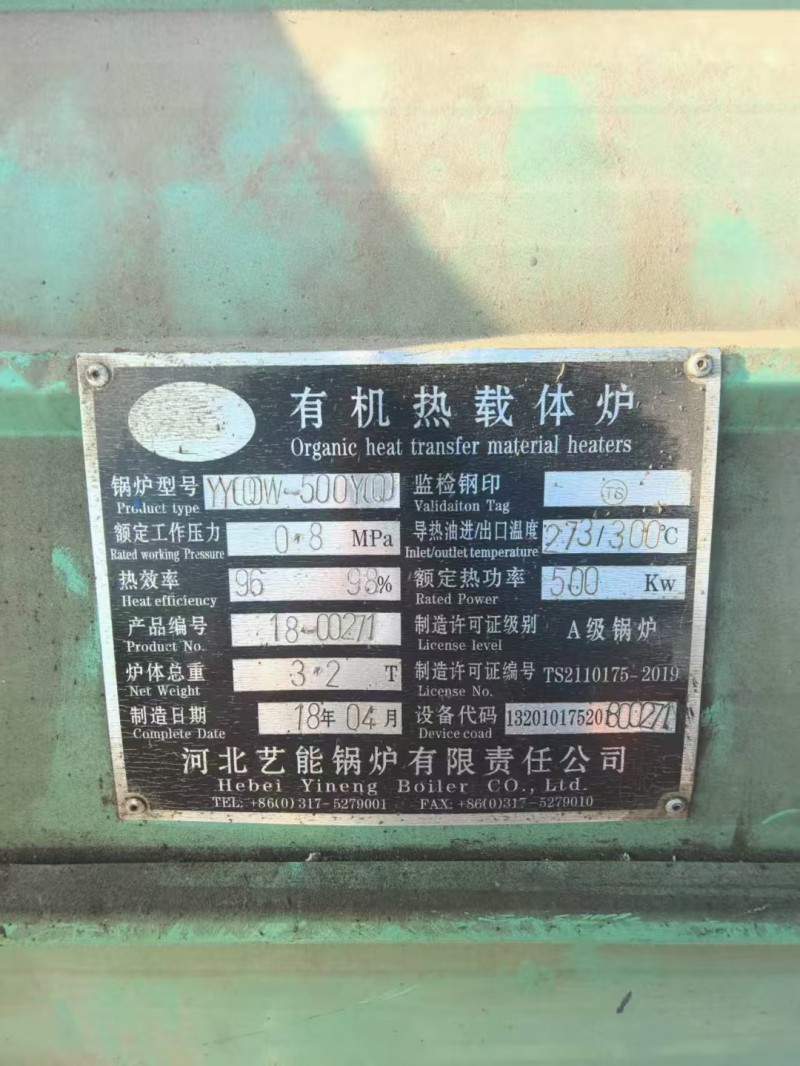 有机热载体炉
Organic heat transfer material heaters
锅炉型号 YY(Q)W-500Y(Q) 监检钢印 TS
Product type Validaiton Tag
额定工作压力 0.8 MPa 导热油进/出口温度 273/300℃
Rated working Pressure Inlet/outlet temperature
热效率 96 98% 额定热功率 500 Kw
Heat efficiency Rated Power
产品编号 18-00271 制造许可证级别 A级锅炉
Product No. License level
炉体总重 3.2 T 制造许可证编号 TS2110175-2019
Net Weight License No.
制造日期 18年04月 设备代码 132010175201800271
Complete Date Device coad
河北艺能锅炉有限责任公司
Hebei Yineng Boiler CO., Ltd.
TEL: +86(0)317-5279001 FAX: +86(0)317-5279010